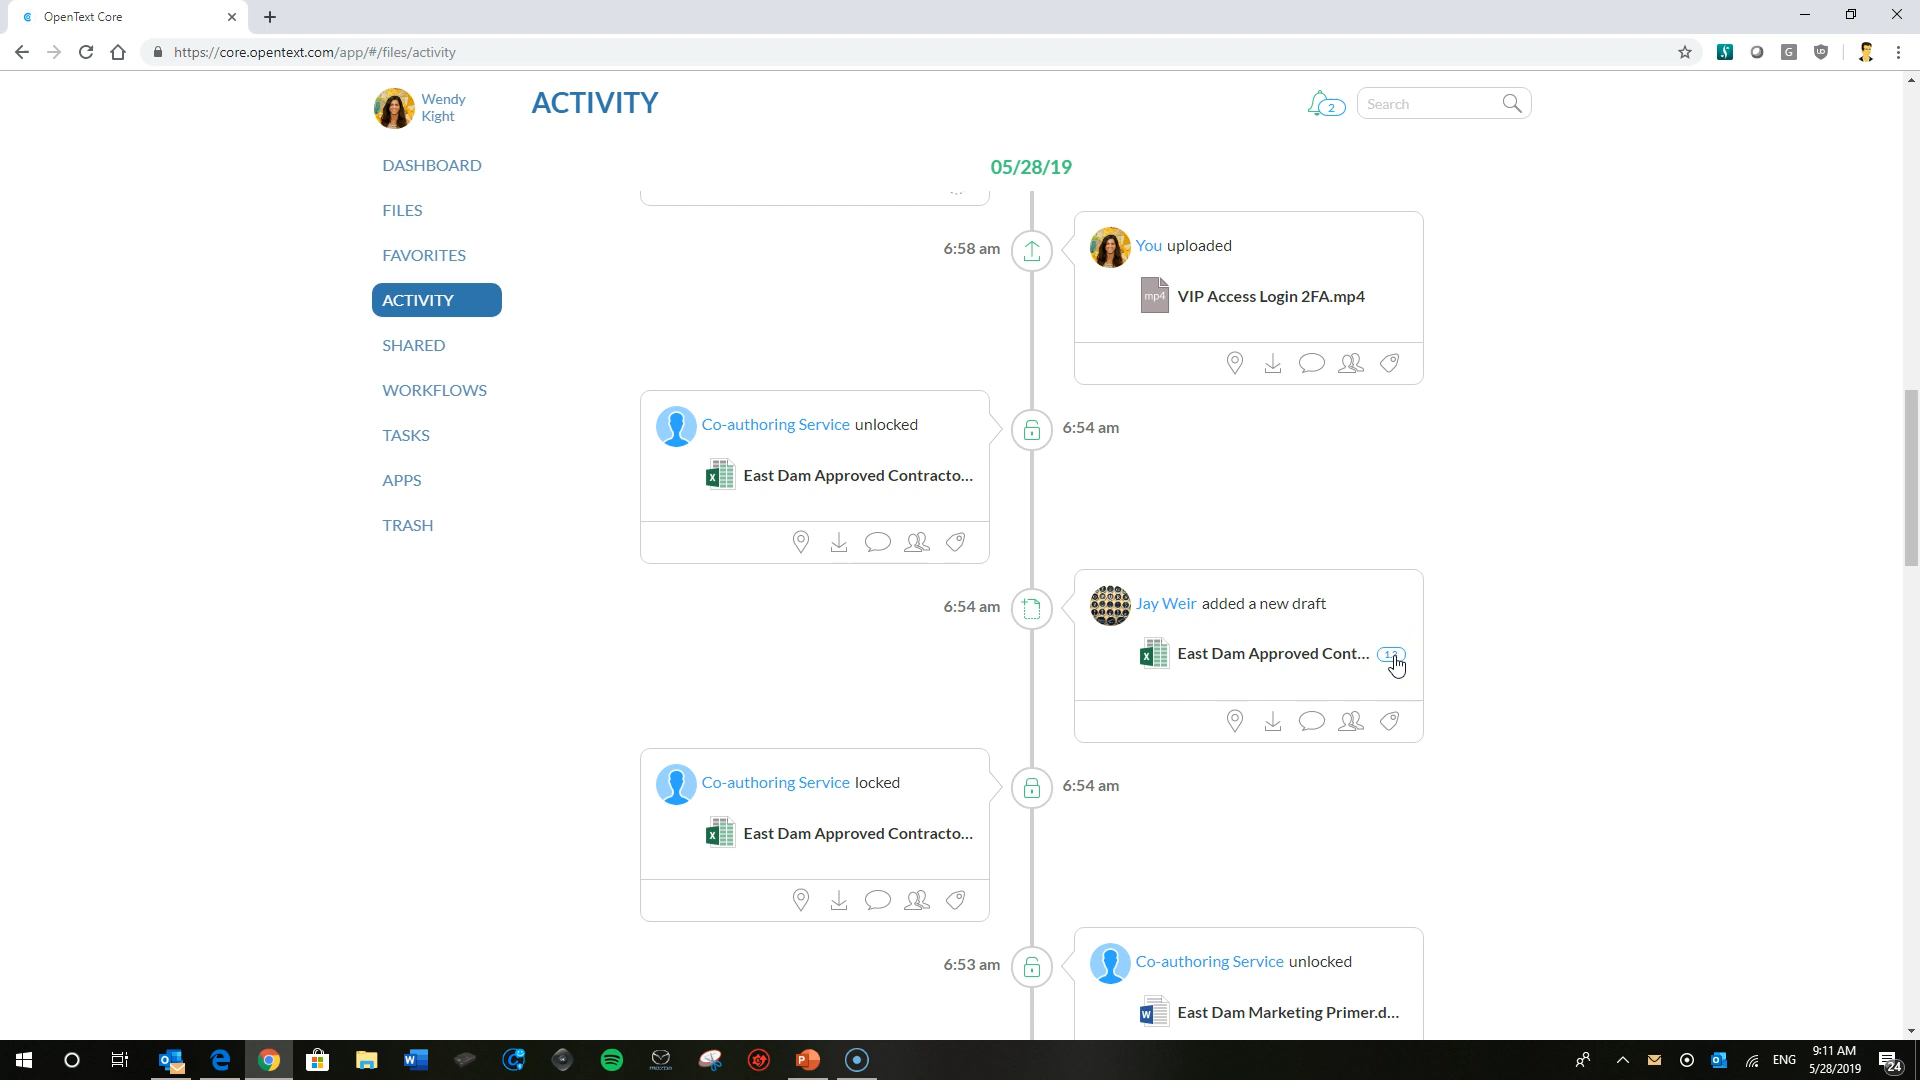 OpenText Core
https://core.opentext.com/app/#/files/activity
Wendy
Kight
ACTIVITY
2
Search
DASHBOARD
FILES
FAVORITES
ACTIVITY
SHARED
WORKFLOWS
TASKS
APPS
TRASH
05/28/19
6:58 am
You uploaded
mp4
VIP Access Login 2FA.mp4
Co-authoring Service unlocked
6:54 am
East Dam Approved Contracto...
6:54 am
Jay Weir added a new draft
East Dam Approved Cont...
Co-authoring Service locked
6:54 am
East Dam Approved Contracto...
6:53 am
Co-authoring Service unlocked
East Dam Marketing Primer.d...
ENG
9:11 AM
5/28/2019
24